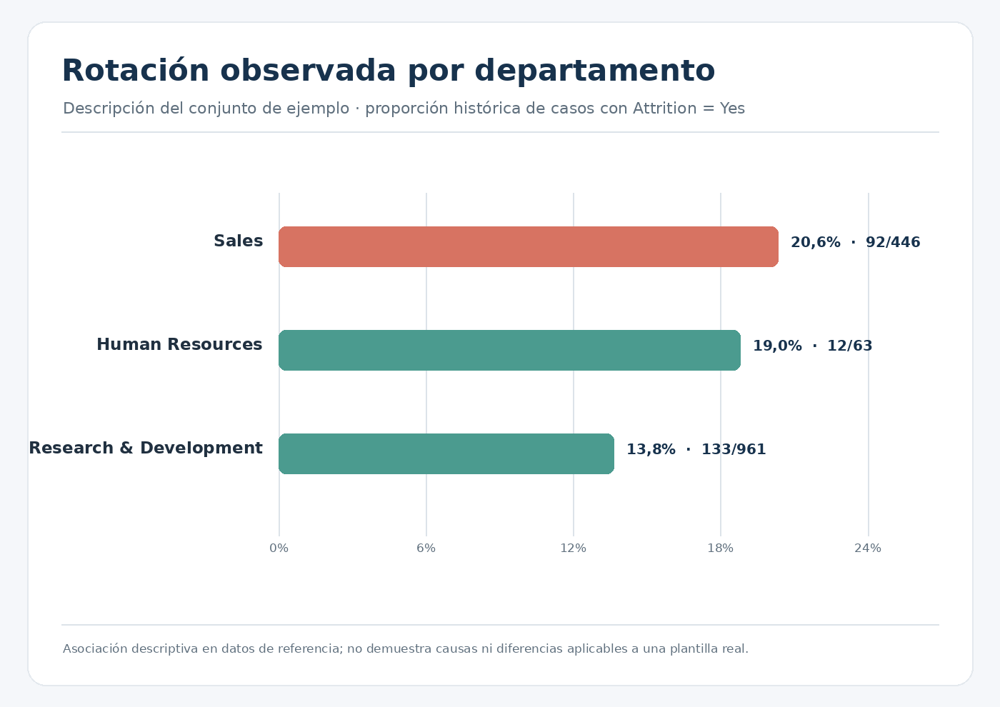 Rotación observada por departamento
Descripción del conjunto de ejemplo · proporción histórica de casos con Attrition = Yes
Sales
20,6% · 92/446
Human Resources
19,0% · 12/63
Research & Development
13,8% · 133/961
0% 6% 12% 18% 24%
Asociación descriptiva en datos de referencia; no demuestra causas ni diferencias aplicables a una plantilla real.